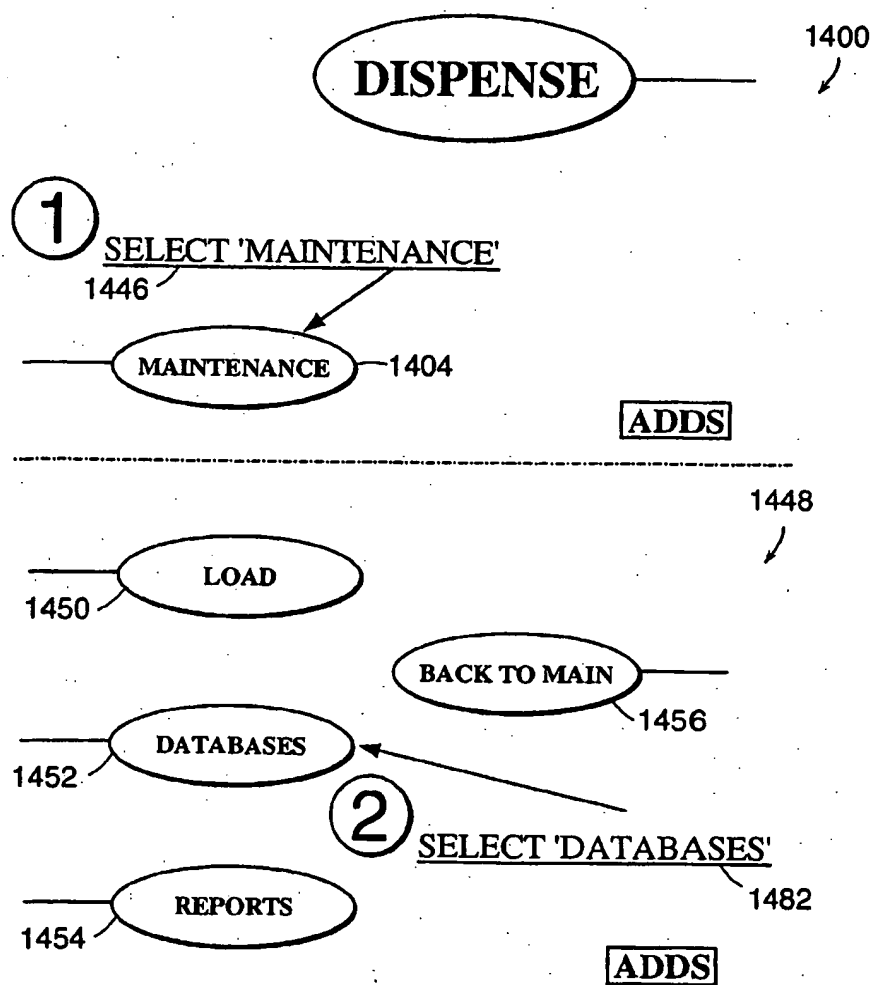 DISPENSE
1400
1
SELECT 'MAINTENANCE'
1446
MAINTENANCE
1404
ADDS
1448
LOAD
1450
BACK TO MAIN
1456
DATABASES
1452
2
SELECT 'DATABASES'
1482
REPORTS
1454
ADDS